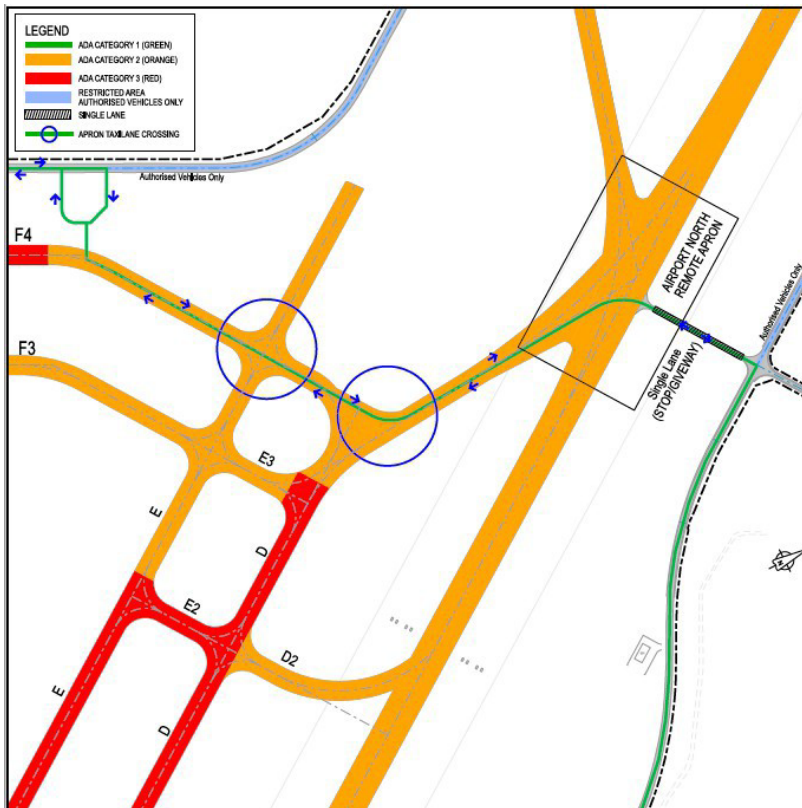 LEGEND
ADA CATEGORY 1 (GREEN)
ADA CATEGORY 2 (ORANGE)
ADA CATEGORY 3 (RED)
RESTRICTED AREA
AUTHORISED VEHICLES ONLY
SINGLE LANE
APRON TAXILANE CROSSING
Authorised Vehicles Only
F4
AIRPORT NORTH
REMOTE APRON
Authorised Vehicles Only
F3
Single Lane
(STOP/GIVEWAY)
E3
E
D
E2
D2
E
D